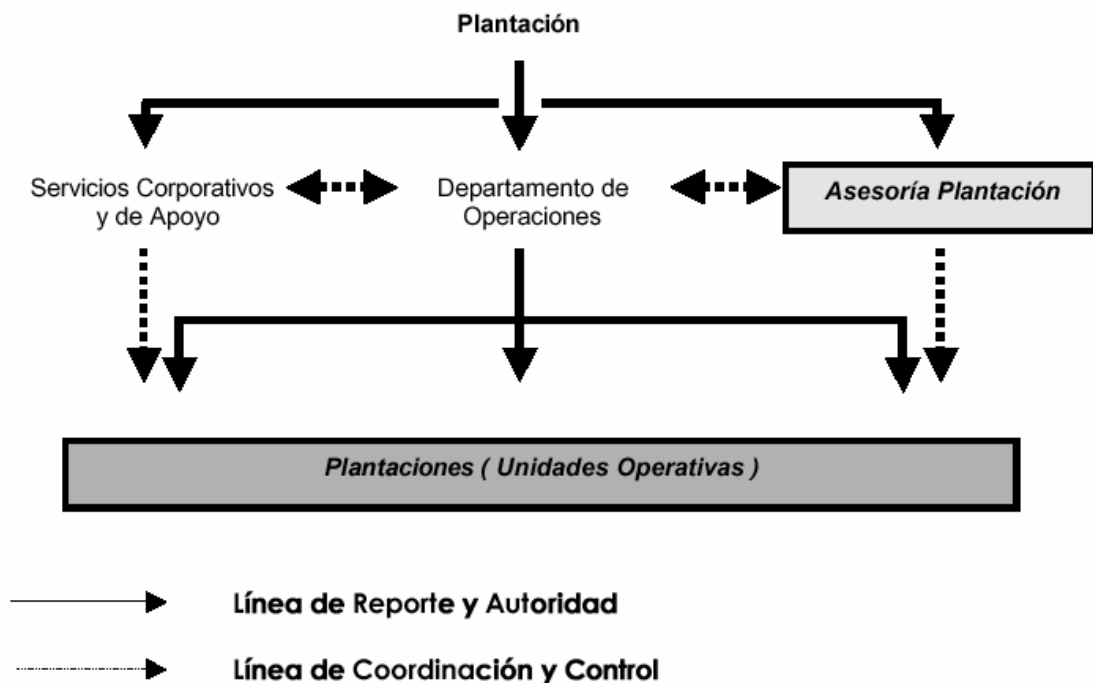 Plantación
Servicios Corporativos
y de Apoyo
Departamento de
Operaciones
Asesoría Plantación
Plantaciones ( Unidades Operativas )
Línea de Reporte y Autoridad
Línea de Coordinación y Control